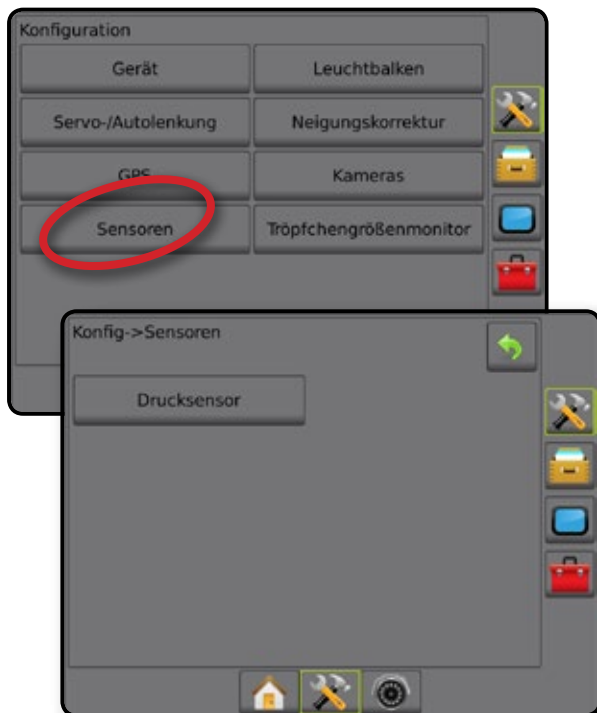 Konfiguration
Gerät Leuchtbalken
Servo-/Autolenkung Neigungskorrektur
GPS Kameras
Sensoren Tröpfchengrößenmonitor
Konfig->Sensoren
Drucksensor